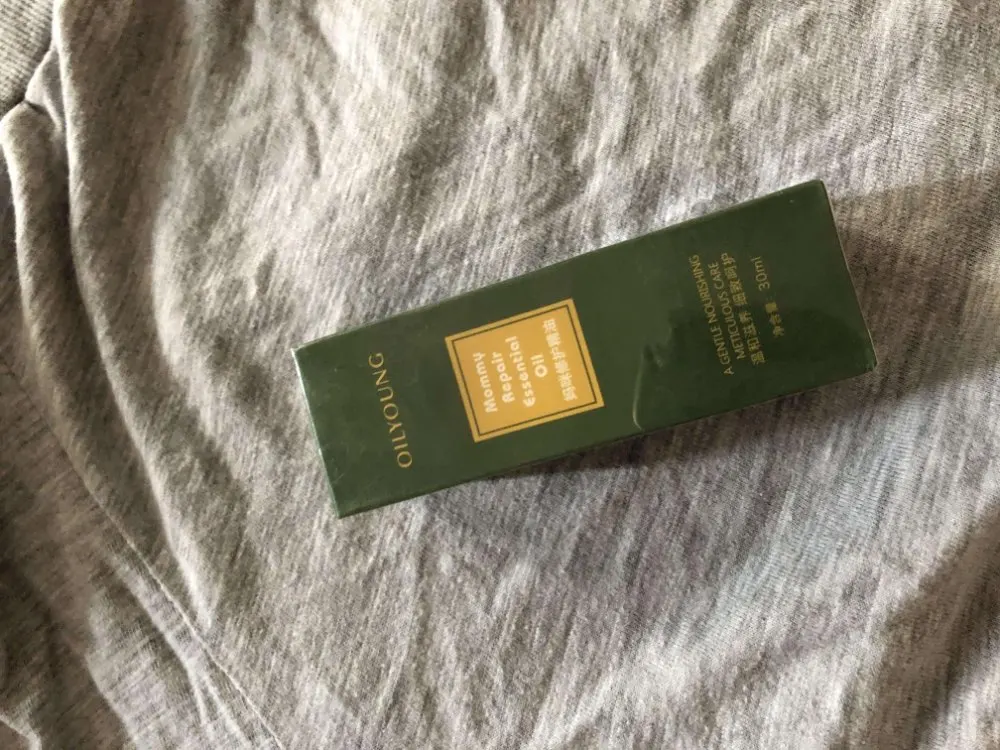 OILYOUNG
Mommy
Repair
Essential
Oil
妈咪修护精油
A GENTLE NOURISHING
METICULOUS CARE
温和滋养 细致呵护
净含量 30ml